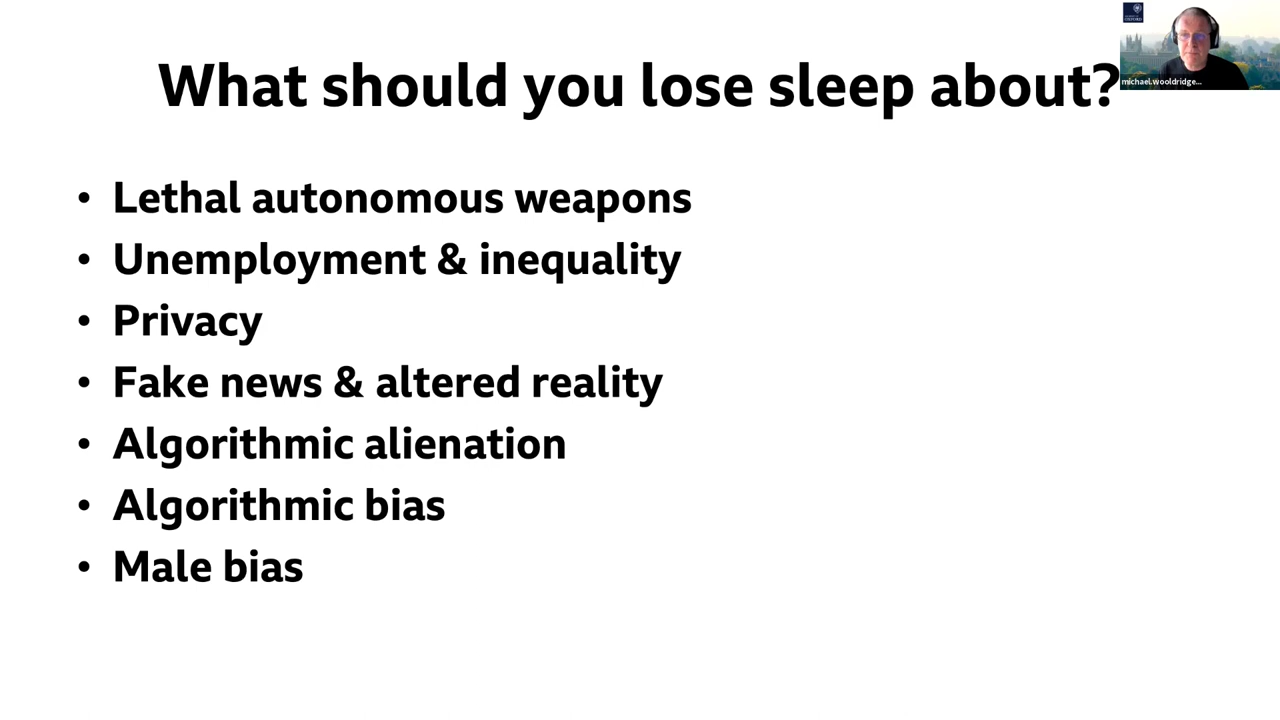 What should you lose sleep about?
• Lethal autonomous weapons
• Unemployment & inequality
• Privacy
• Fake news & altered reality
• Algorithmic alienation
• Algorithmic bias
• Male bias
OXFORD
michael.wooldridge...